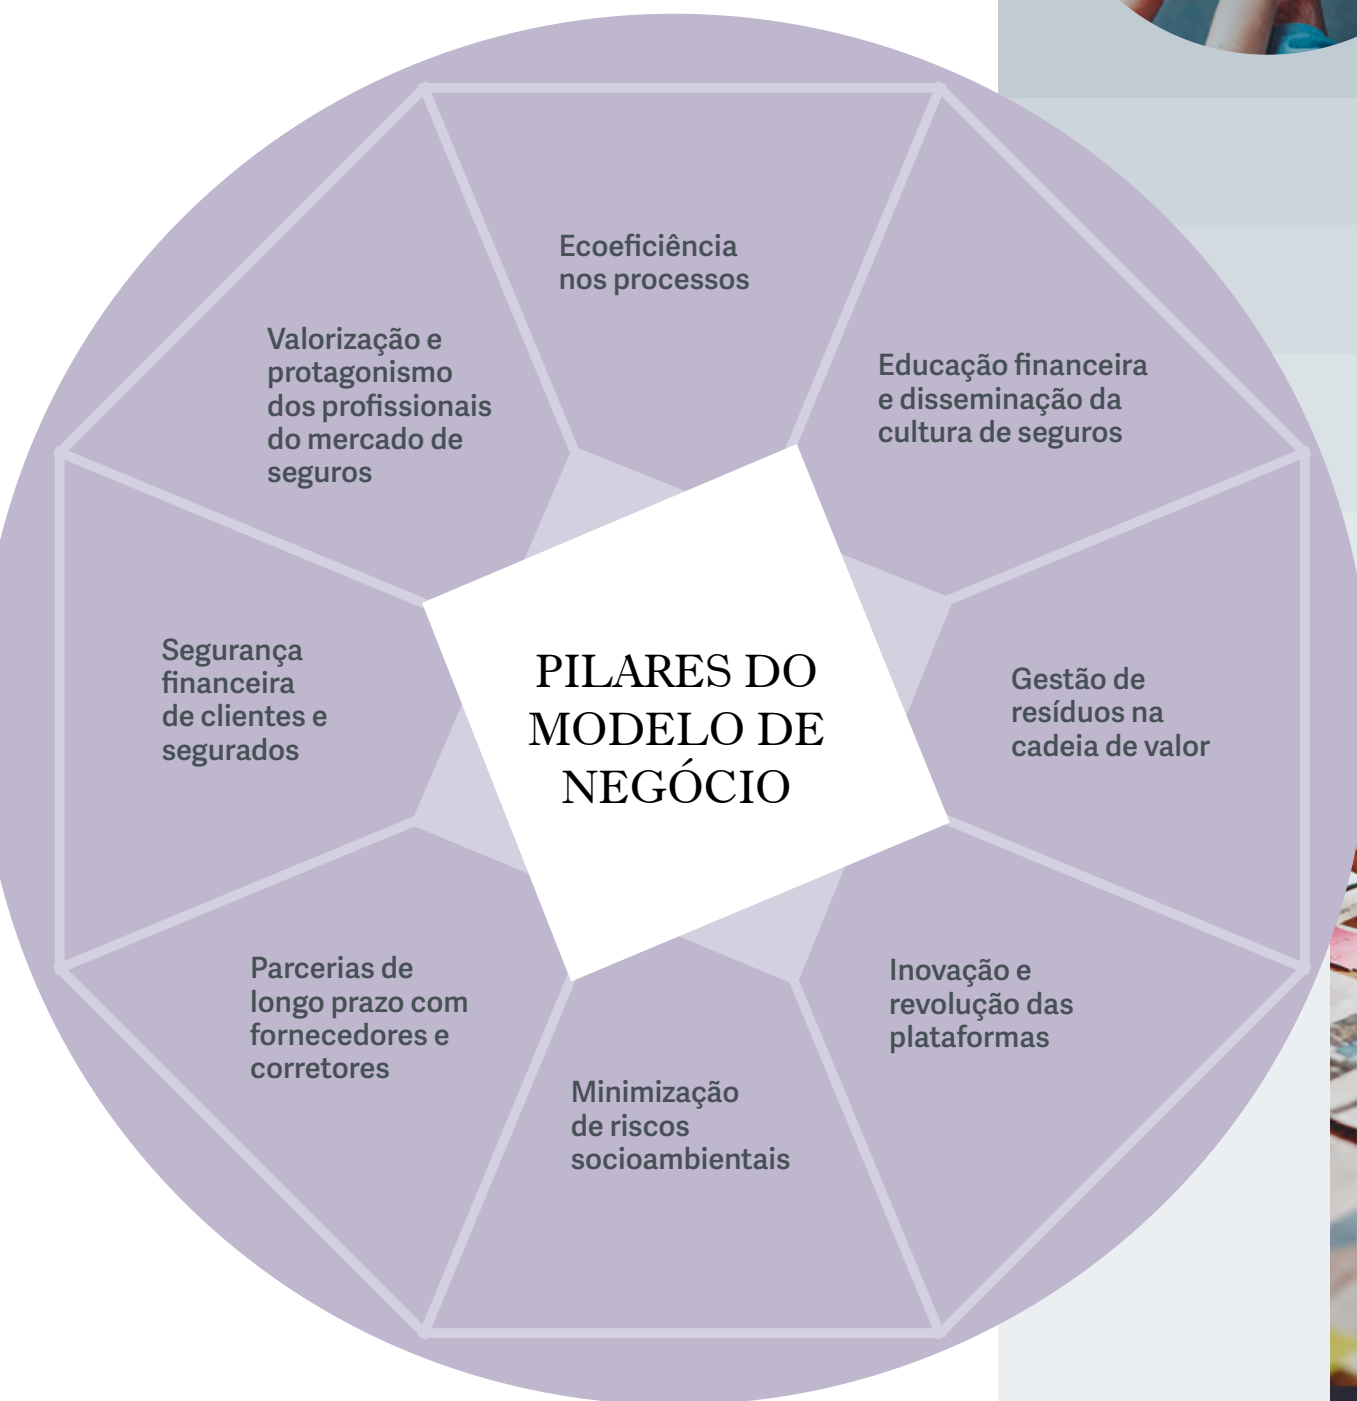 Ecoeficiência
nos processos
Valorização e
protagonismo
dos profissionais
do mercado de
seguros
Educação financeira
e disseminação da
cultura de seguros
Segurança
financeira
de clientes e
segurados
PILARES DO
MODELO DE
NEGÓCIO
Gestão de
resíduos na
cadeia de valor
Parcerias de
longo prazo com
fornecedores e
corretores
Inovação e
revolução das
plataformas
Minimização
de riscos
socioambientais